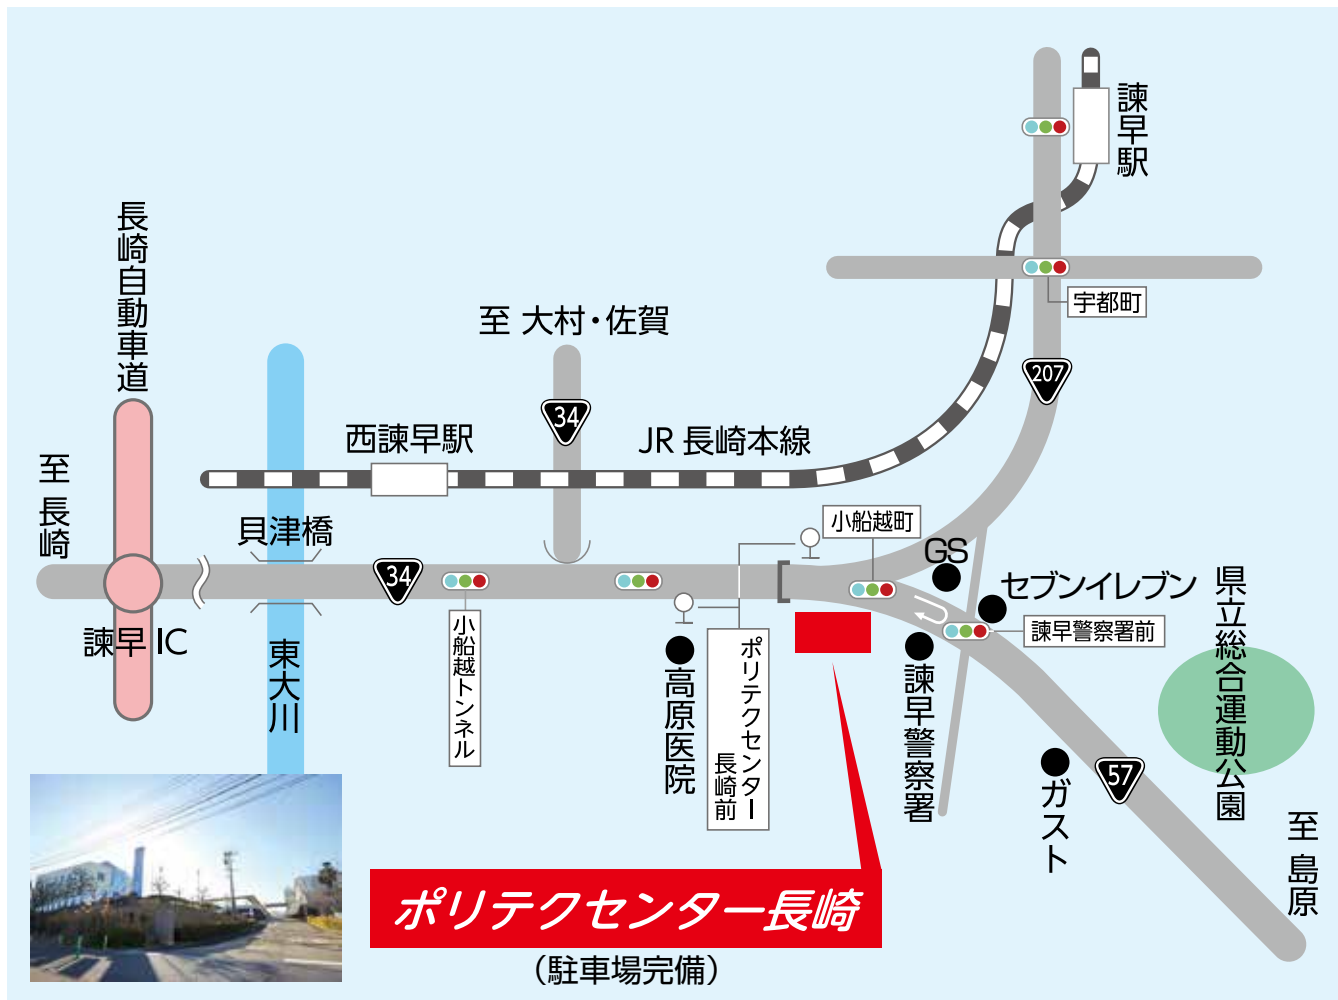 諫早駅
長崎自動車道
宇都町
至 大村・佐賀
207
34
西諫早駅
JR 長崎本線
至 長崎
貝津橋
小船越町
GS
セブンイレブン
34
諫早警察署前
県立総合運動公園
諫早 IC
東大川
小船越トンネル
高原医院
ポリテクセンター
長崎前
諫早警察署
ガスト
57
至 島原
ポリテクセンター長崎
(駐車場完備)